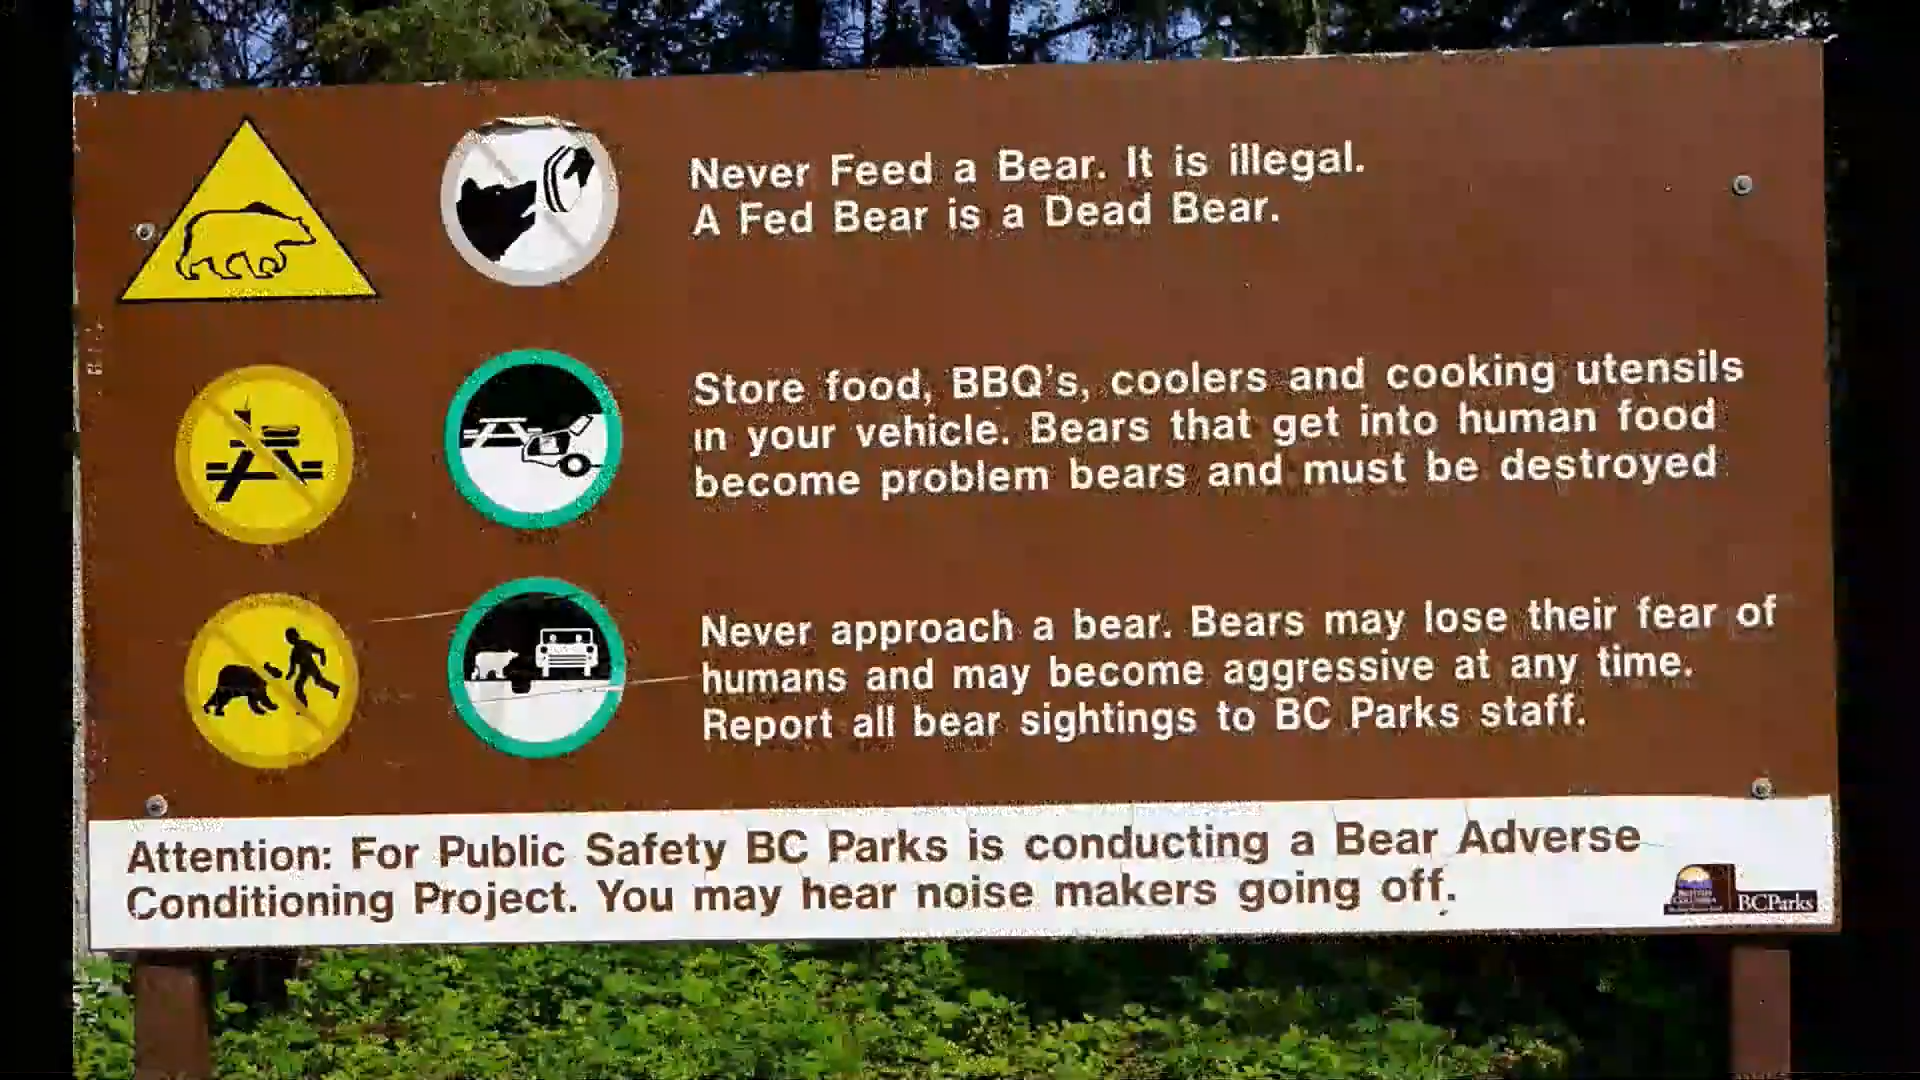 Never Feed a Bear. It is illegal.
A Fed Bear is a Dead Bear.
Store food, BBQ's, coolers and cooking utensils
in your vehicle. Bears that get into human food
become problem bears and must be destroyed
Never approach a bear. Bears may lose their fear of
humans and may become aggressive at any time.
Report all bear sightings to BC Parks staff.
Attention: For Public Safety BC Parks is conducting a Bear Adverse
Conditioning Project. You may hear noise makers going off.
BRITISH
COLUMBIA
BCParks